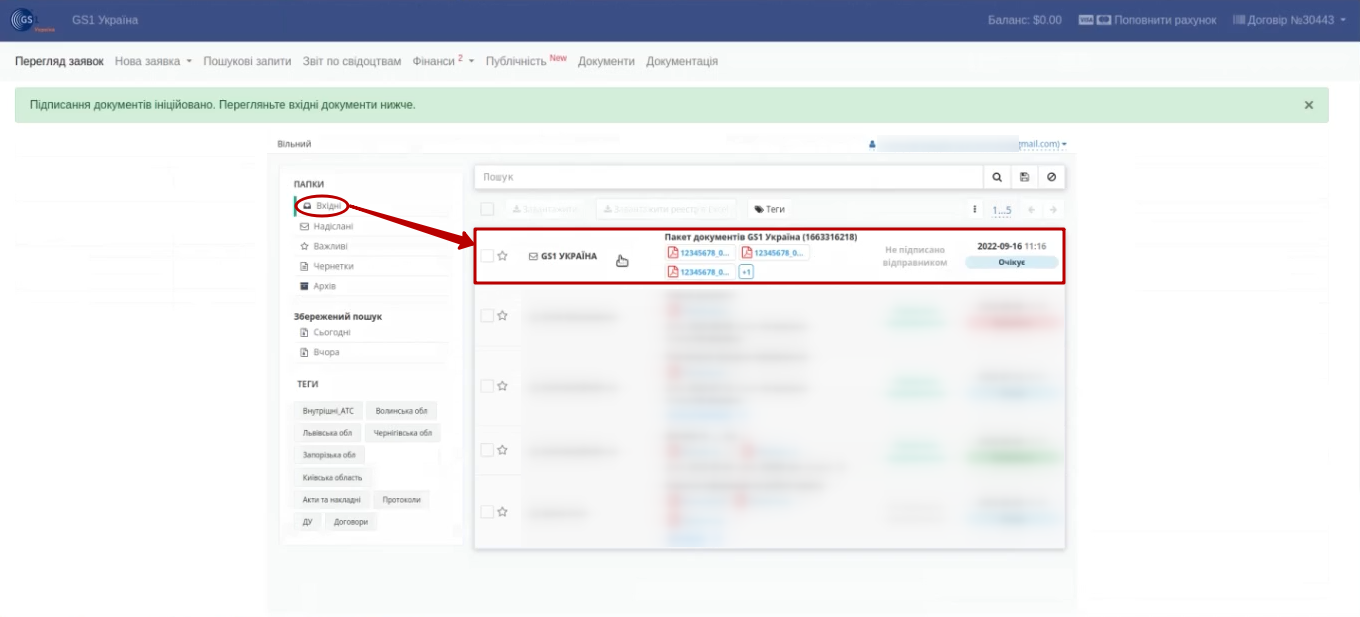 GS1
Україна
GS1 Україна
Баланс: $0.00
VISA
Поповнити рахунок
Договір №30443
Перегляд заявок
Нова заявка
Пошукові запити
Звіт по свідоцтвам
Фінанси 2
Публічність New
Документи
Документація
Підписання документів ініційовано. Перегляньте вхідні документи нижче.
×
Вільний
mail.com)
ПАПКИ
Вхідні
Надіслані
Важливі
Чернетки
Архів
Збережений пошук
Сьогодні
Вчора
ТЕГИ
Внутрішні_АТС
Волинська обл
Львівська обл
Чернігівська обл
Запорізька обл
Київська область
Акти та накладні
Протоколи
ДУ
Договори
Пошук
Завантажити
Теги
1...5
GS1 УКРАЇНА
Пакет документів GS1 Україна (1663316218)
12345678_0...
12345678_0...
12345678_0...
+1
Не підписано
відправником
2022-09-16 11:16
Очікує